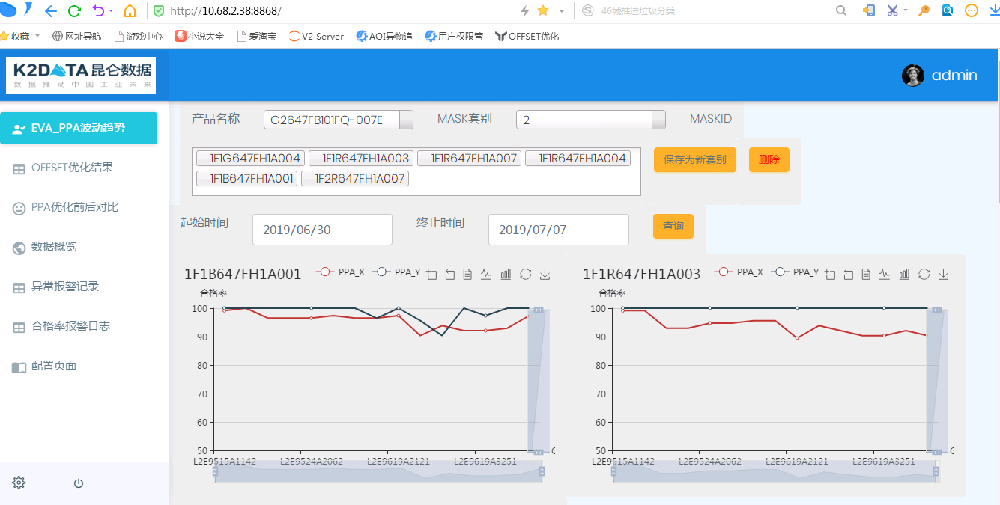 http://10.68.2.38:8868/
46城推进垃圾分类
收藏 网址导航 游戏中心 小说大全 爱淘宝 V2 Server AOI异物追 用户权限管 OFFSET优化
K2DATA昆仑数据
数据推动中国工业未来
admin
EVA_PPA波动趋势
OFFSET优化结果
PPA优化前后对比
数据概览
异常报警记录
合格率报警日志
配置页面
产品名称 G2647FB101FQ-007E MASK套别 2 MASKID
1F1G647FH1A004 1F1R647FH1A003 1F1R647FH1A007 1F1R647FH1A004
1F1B647FH1A001 1F2R647FH1A007
保存为新套别 删除
起始时间 2019/06/30 终止时间 2019/07/07 查询
1F1B647FH1A001 PPA_X PPA_Y
合格率
100
90
80
70
60
50
L2E9515A1142 L2E9524A2062 L2E9619A2121 L2E9619A3251
1F1R647FH1A003 PPA_X PPA_Y
合格率
100
90
80
70
60
50
L2E9515A1142 L2E9524A2062 L2E9619A2121 L2E9619A3251